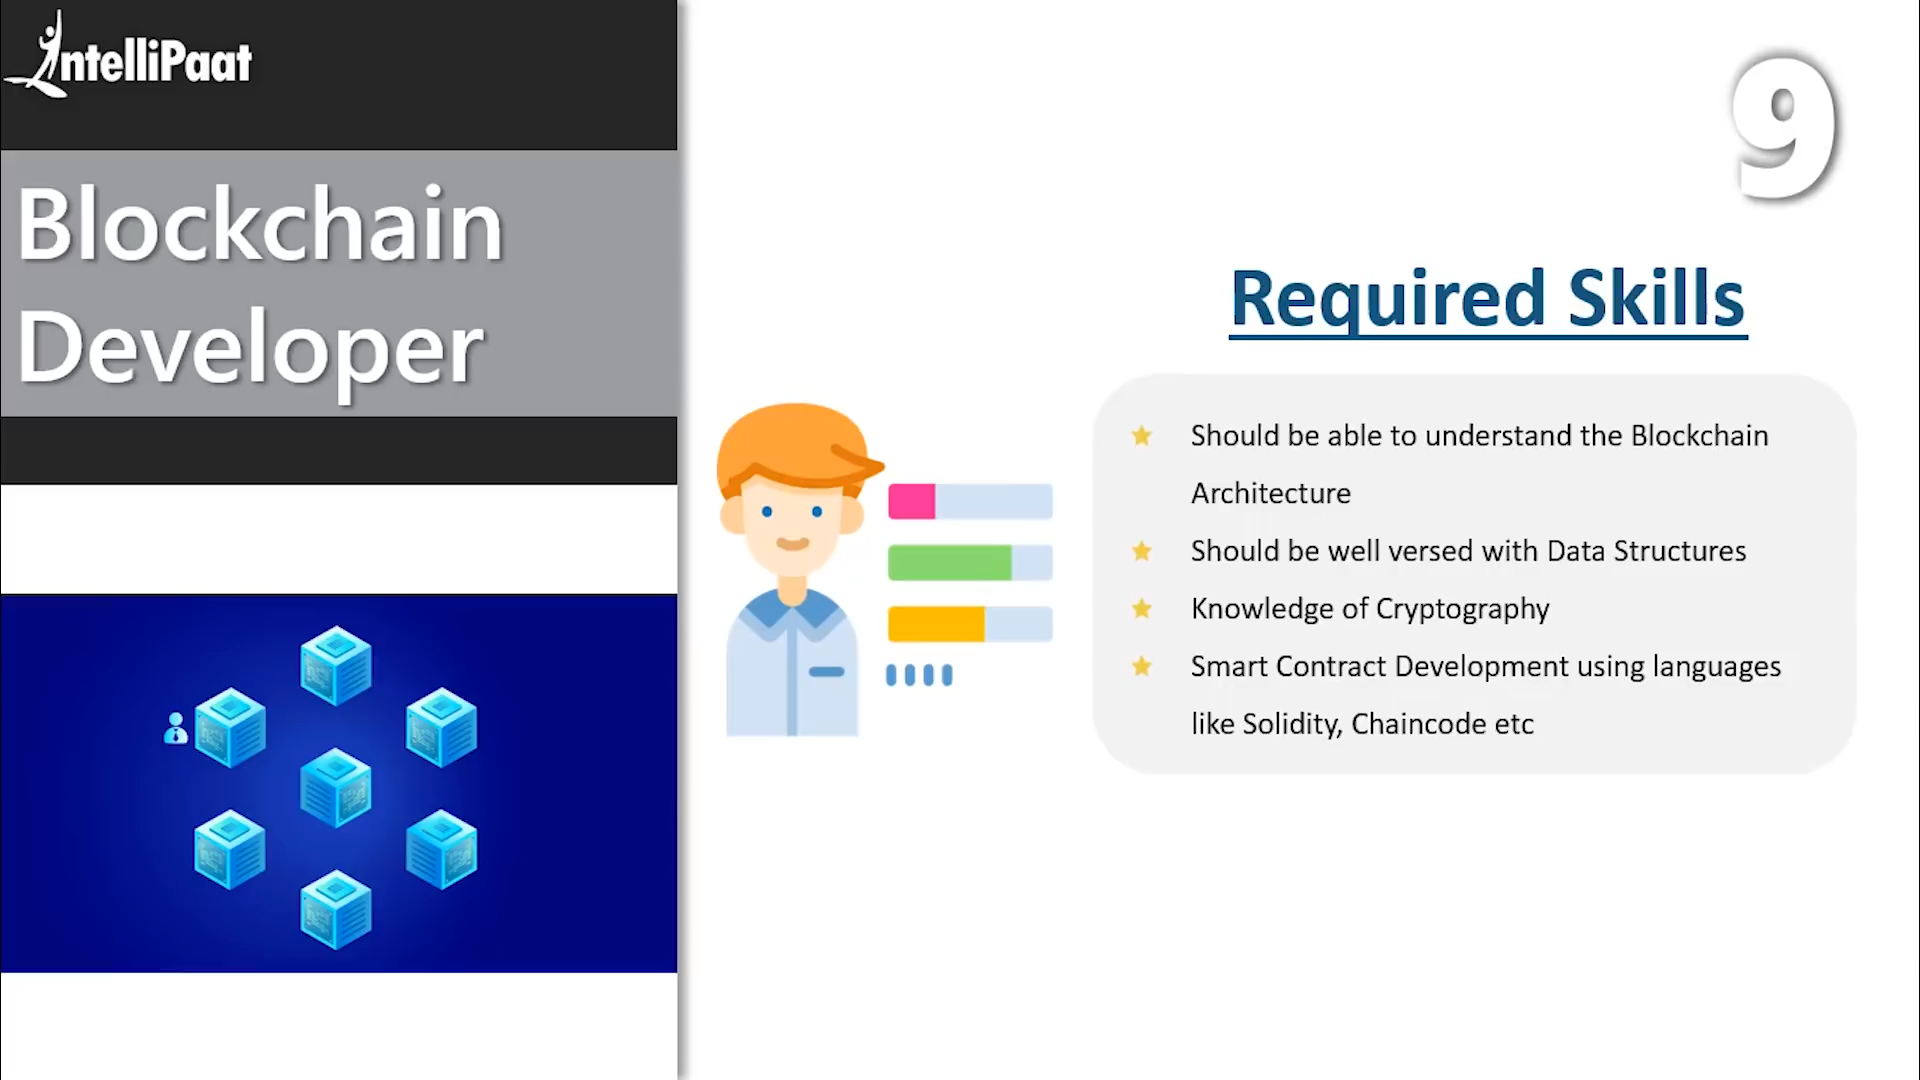 IntelliPaat
Blockchain
Developer
9
Required Skills
Should be able to understand the Blockchain
Architecture
Should be well versed with Data Structures
Knowledge of Cryptography
Smart Contract Development using languages
like Solidity, Chaincode etc